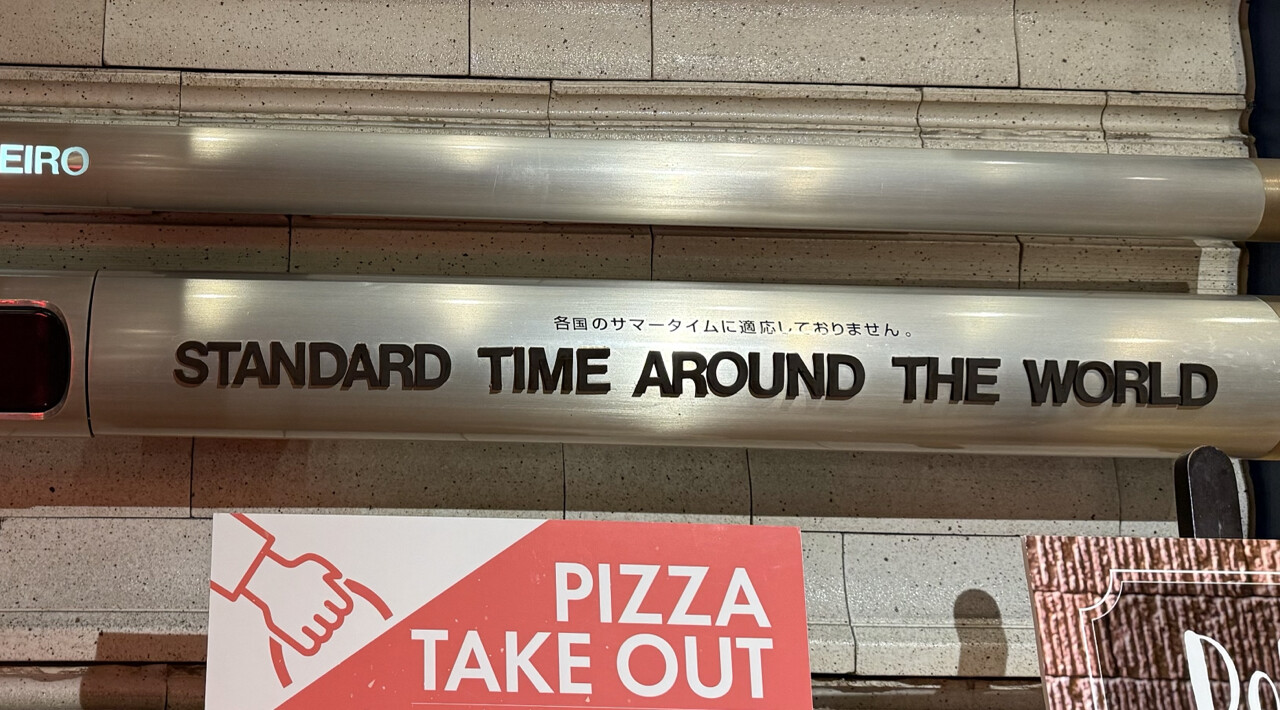 EIRO
各国のサマータイムに適応しておりません。
STANDARD TIME AROUND THE WORLD
PIZZA
TAKE OUT